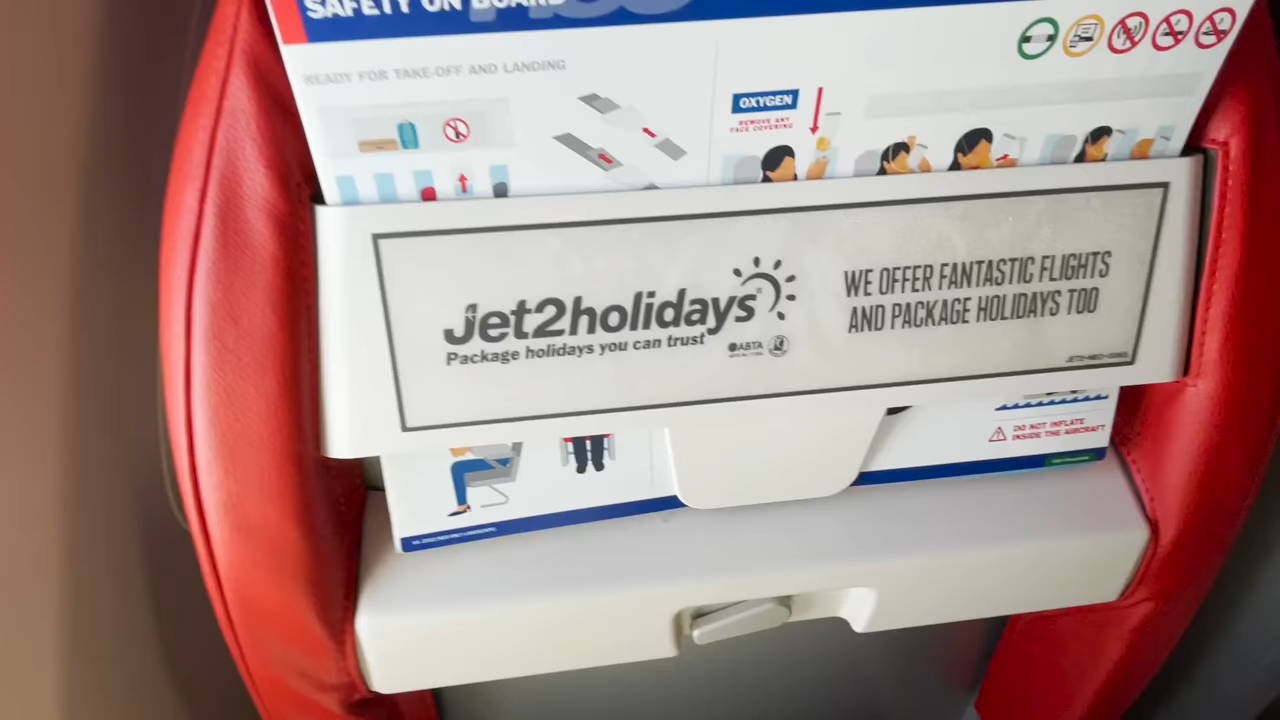 SAFETY ON BOARD
READY FOR TAKE-OFF AND LANDING
OXYGEN
REMOVE ANY
FACE COVERING
Jet2holidays
Package holidays you can trust
ABTA
WE OFFER FANTASTIC FLIGHTS
AND PACKAGE HOLIDAYS TOO
DO NOT INFLATE
INSIDE THE AIRCRAFT